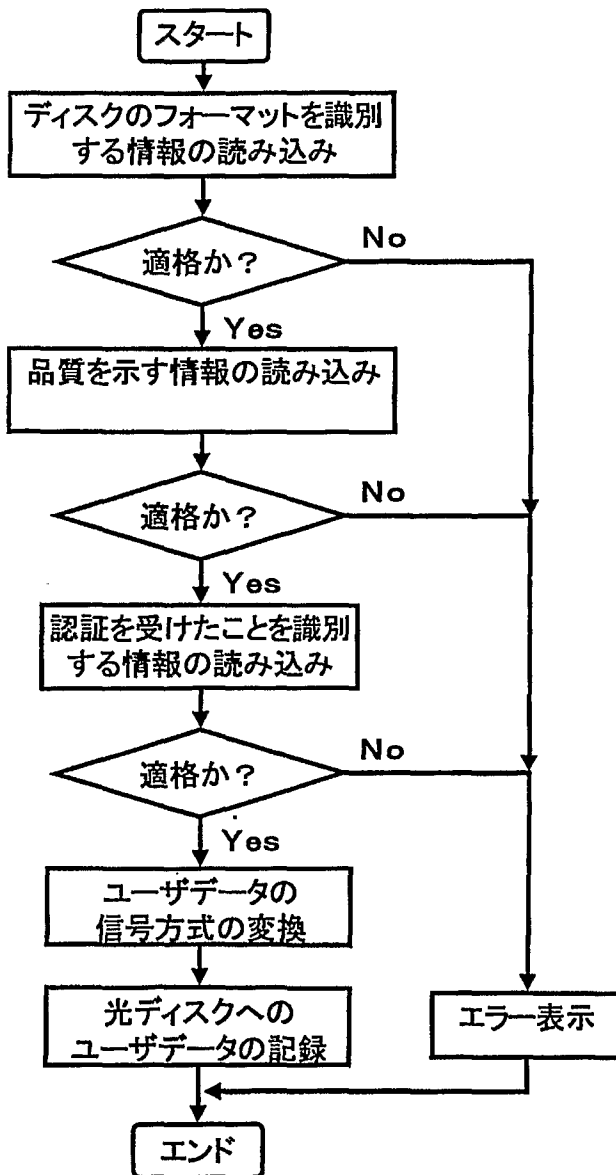 スタート
ディスクのフォーマットを識別
する情報の読み込み
適格か?
No
Yes
品質を示す情報の読み込み
適格か?
No
Yes
認証を受けたことを識別
する情報の読み込み
適格か?
No
Yes
ユーザデータの
信号方式の変換
光ディスクへの
ユーザデータの記録
エラー表示
エンド